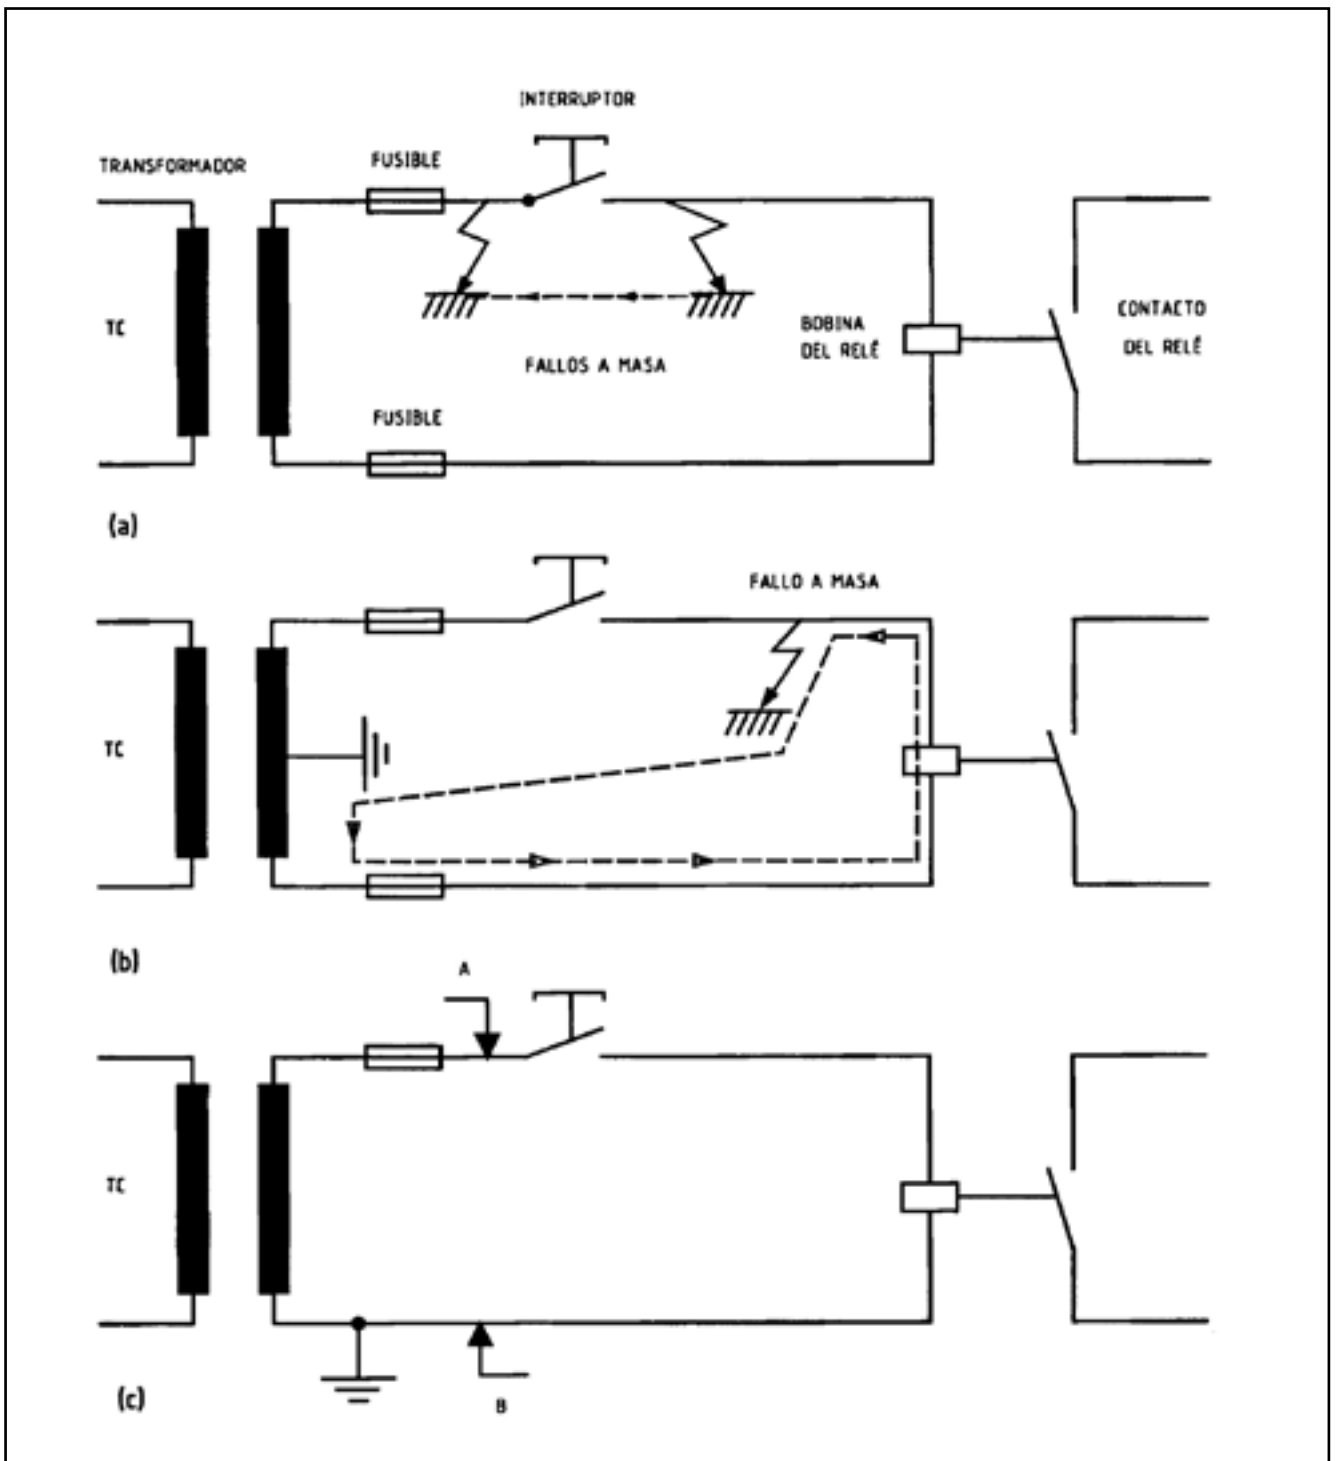 INTERRUPTOR
TRANSFORMADOR
FUSIBLE
TC
FALLOS A MASA
BOBINA
DEL RELÉ
CONTACTO
DEL RELÉ
FUSIBLE
(a)
FALLO A MASA
TC
(b)
A
TC
B
(c)